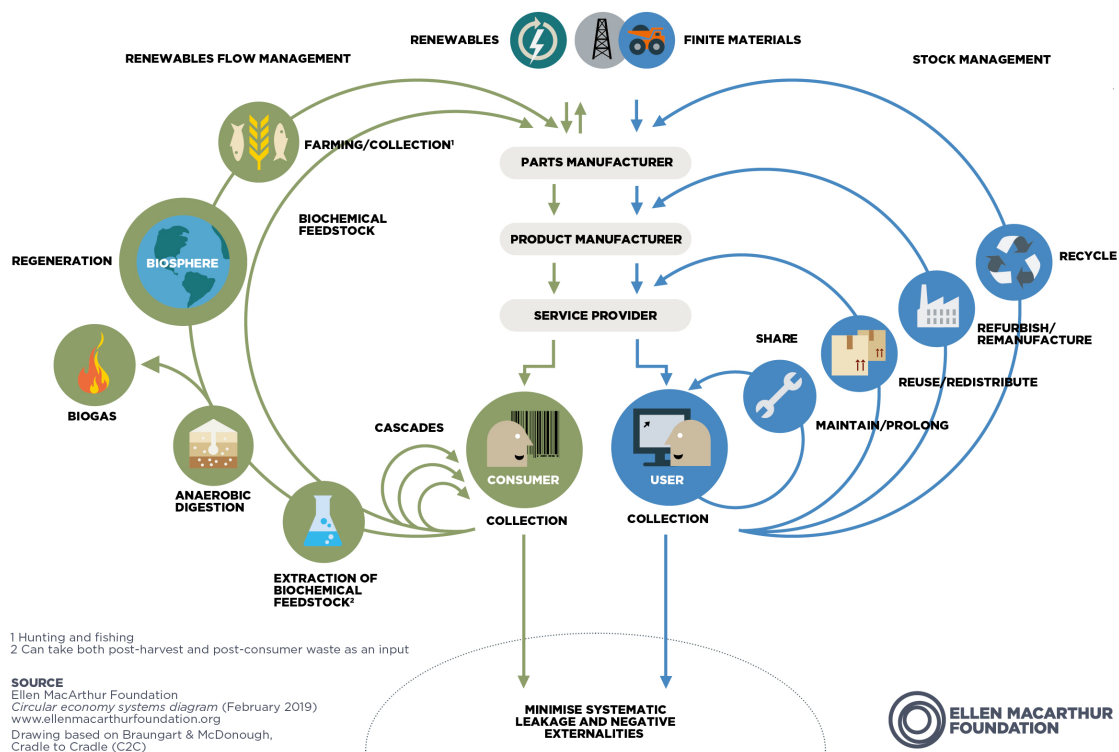 RENEWABLES
FINITE MATERIALS
RENEWABLES FLOW MANAGEMENT
STOCK MANAGEMENT
FARMING/COLLECTION¹
PARTS MANUFACTURER
BIOCHEMICAL
FEEDSTOCK
PRODUCT MANUFACTURER
REGENERATION
BIOSPHERE
RECYCLE
SERVICE PROVIDER
SHARE
REFURBISH/
REMANUFACTURE
REUSE/REDISTRIBUTE
BIOGAS
CASCADES
MAINTAIN/PROLONG
CONSUMER
USER
ANAEROBIC
DIGESTION
COLLECTION
COLLECTION
EXTRACTION OF
BIOCHEMICAL
FEEDSTOCK²
1 Hunting and fishing
2 Can take both post-harvest and post-consumer waste as an input
SOURCE
Ellen MacArthur Foundation
Circular economy systems diagram (February 2019)
www.ellenmacarthurfoundation.org
Drawing based on Braungart & McDonough,
Cradle to Cradle (C2C)
MINIMISE SYSTEMATIC
LEAKAGE AND NEGATIVE
EXTERNALITIES
ELLEN MACARTHUR
FOUNDATION